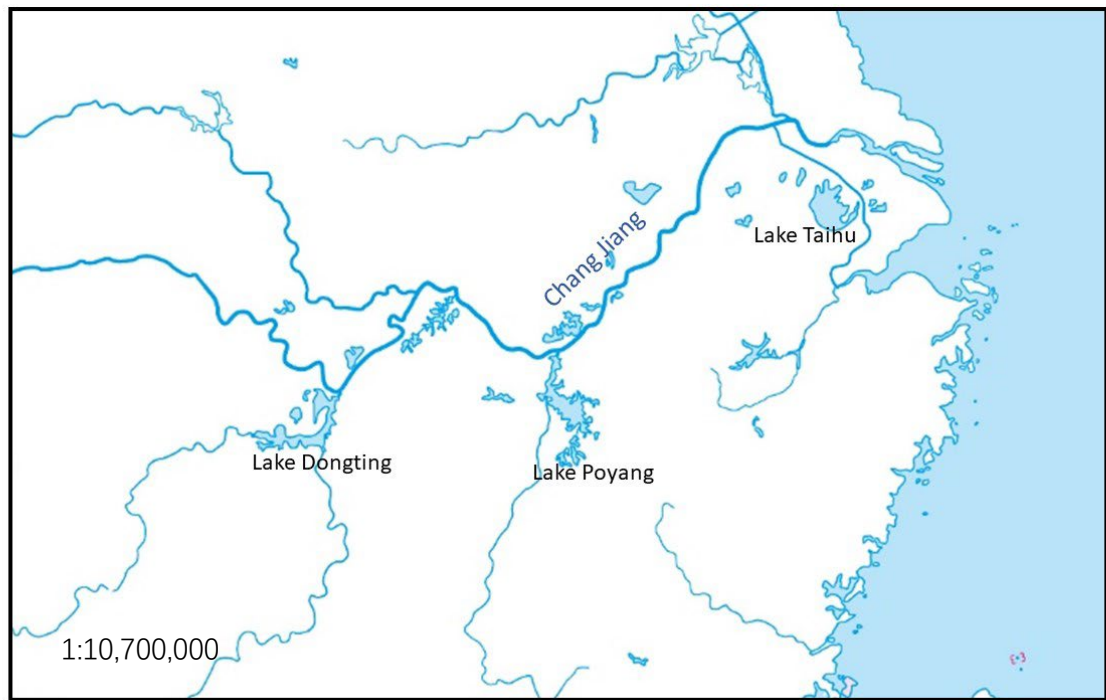 Chang Jiang
Lake Taihu
Lake Dongting
Lake Poyang
1:10,700,000